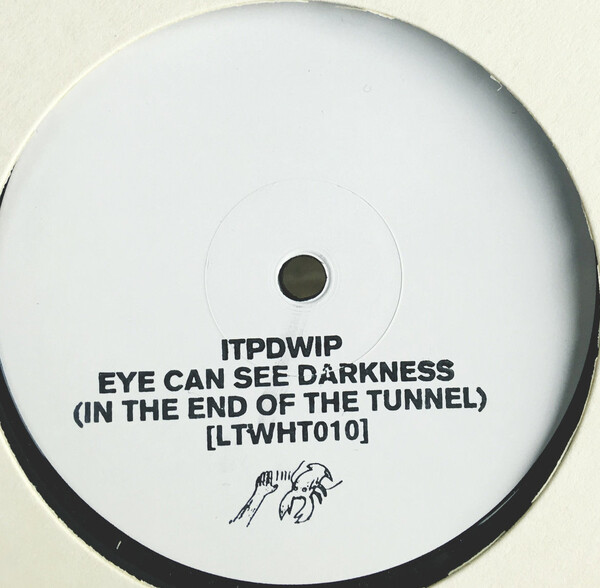 ITPDWIP
EYE CAN SEE DARKNESS
(IN THE END OF THE TUNNEL)
[LTWHT010]